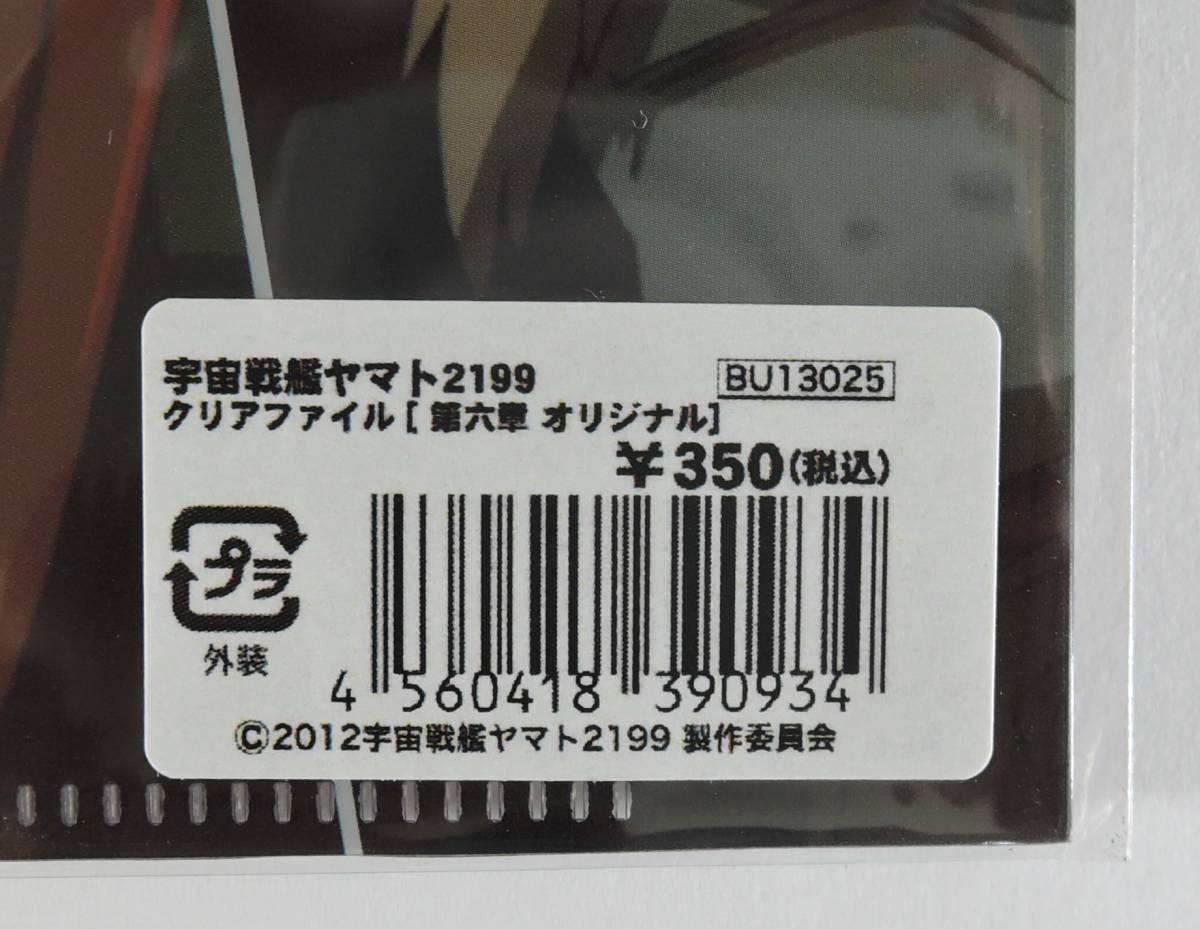 宇宙戦艦ヤマト2199
BU13025
クリアファイル [ 第六章 オリジナル]
¥350(税込)
プラ
外装
4 560418 390934
©2012宇宙戦艦ヤマト2199 製作委員会